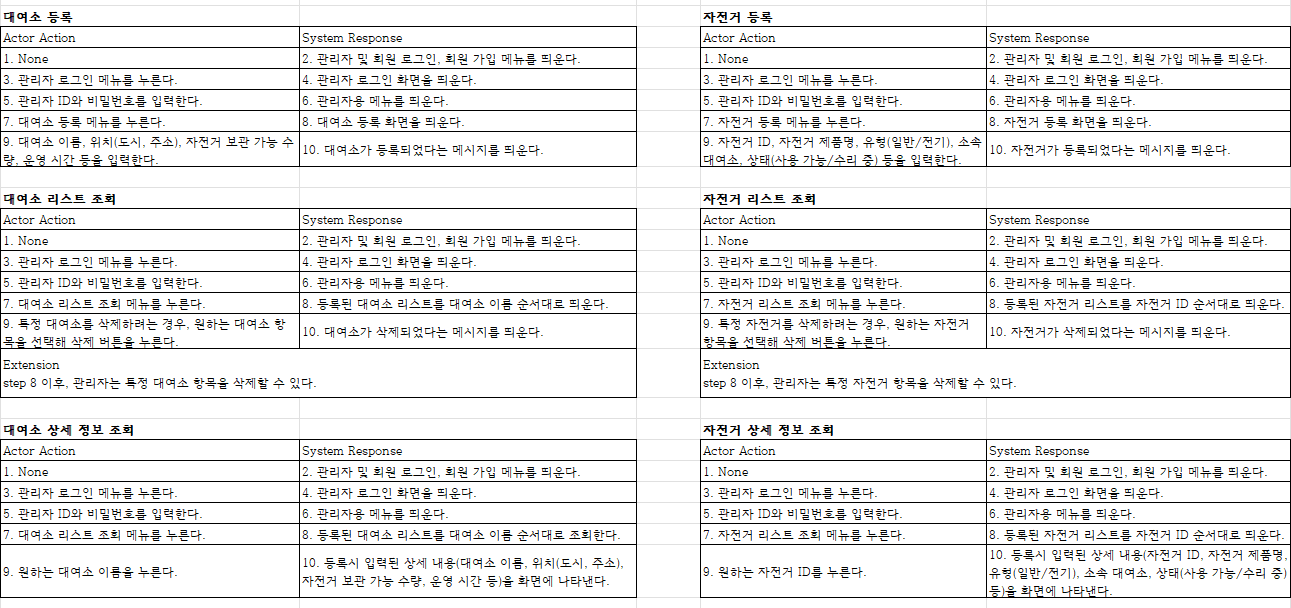 대여소 등록
Actor Action
System Response
1. None
2. 관리자 및 회원 로그인, 회원 가입 메뉴를 띄운다.
3. 관리자 로그인 메뉴를 누른다.
4. 관리자 로그인 화면을 띄운다.
5. 관리자 ID와 비밀번호를 입력한다.
6. 관리자용 메뉴를 띄운다.
7. 대여소 등록 메뉴를 누른다.
8. 대여소 등록 화면을 띄운다.
9. 대여소 이름, 위치(도시, 주소), 자전거 보관 가능 수
량, 운영 시간 등을 입력한다.
10. 대여소가 등록되었다는 메시지를 띄운다.
자전거 등록
Actor Action
System Response
1. None
2. 관리자 및 회원 로그인, 회원 가입 메뉴를 띄운다.
3. 관리자 로그인 메뉴를 누른다.
4. 관리자 로그인 화면을 띄운다.
5. 관리자 ID와 비밀번호를 입력한다.
6. 관리자용 메뉴를 띄운다.
7. 자전거 등록 메뉴를 누른다.
8. 자전거 등록 화면을 띄운다.
9. 자전거 ID, 자전거 제품명, 유형(일반/전기), 소속
대여소, 상태(사용 가능/수리 중) 등을 입력한다.
10. 자전거가 등록되었다는 메시지를 띄운다.
대여소 리스트 조회
Actor Action
System Response
1. None
2. 관리자 및 회원 로그인, 회원 가입 메뉴를 띄운다.
3. 관리자 로그인 메뉴를 누른다.
4. 관리자 로그인 화면을 띄운다.
5. 관리자 ID와 비밀번호를 입력한다.
6. 관리자용 메뉴를 띄운다.
7. 대여소 리스트 조회 메뉴를 누른다.
8. 등록된 대여소 리스트를 대여소 이름 순서대로 띄운다.
9. 특정 대여소를 삭제하려는 경우, 원하는 대여소 항
목을 선택해 삭제 버튼을 누른다.
10. 대여소가 삭제되었다는 메시지를 띄운다.
Extension
step 8 이후, 관리자는 특정 대여소 항목을 삭제할 수 있다.
자전거 리스트 조회
Actor Action
System Response
1. None
2. 관리자 및 회원 로그인, 회원 가입 메뉴를 띄운다.
3. 관리자 로그인 메뉴를 누른다.
4. 관리자 로그인 화면을 띄운다.
5. 관리자 ID와 비밀번호를 입력한다.
6. 관리자용 메뉴를 띄운다.
7. 자전거 리스트 조회 메뉴를 누른다.
8. 등록된 자전거 리스트를 자전거 ID 순서대로 띄운다.
9. 특정 자전거를 삭제하려는 경우, 원하는 자전거
항목을 선택해 삭제 버튼을 누른다.
10. 자전거가 삭제되었다는 메시지를 띄운다.
Extension
step 8 이후, 관리자는 특정 자전거 항목을 삭제할 수 있다.
대여소 상세 정보 조회
Actor Action
System Response
1. None
2. 관리자 및 회원 로그인, 회원 가입 메뉴를 띄운다.
3. 관리자 로그인 메뉴를 누른다.
4. 관리자 로그인 화면을 띄운다.
5. 관리자 ID와 비밀번호를 입력한다.
6. 관리자용 메뉴를 띄운다.
7. 대여소 리스트 조회 메뉴를 누른다.
8. 등록된 대여소 리스트를 대여소 이름 순서대로 조회한다.
9. 원하는 대여소 이름을 누른다.
10. 등록시 입력된 상세 내용(대여소 이름, 위치(도시, 주소),
자전거 보관 가능 수량, 운영 시간 등)을 화면에 나타낸다.
자전거 상세 정보 조회
Actor Action
System Response
1. None
2. 관리자 및 회원 로그인, 회원 가입 메뉴를 띄운다.
3. 관리자 로그인 메뉴를 누른다.
4. 관리자 로그인 화면을 띄운다.
5. 관리자 ID와 비밀번호를 입력한다.
6. 관리자용 메뉴를 띄운다.
7. 자전거 리스트 조회 메뉴를 누른다.
8. 등록된 자전거 리스트를 자전거 ID 순서대로 띄운다.
9. 원하는 자전거 ID를 누른다.
10. 등록시 입력된 상세 내용(자전거 ID, 자전거 제품명,
유형(일반/전기), 소속 대여소, 상태(사용 가능/수리 중)
등)을 화면에 나타낸다.